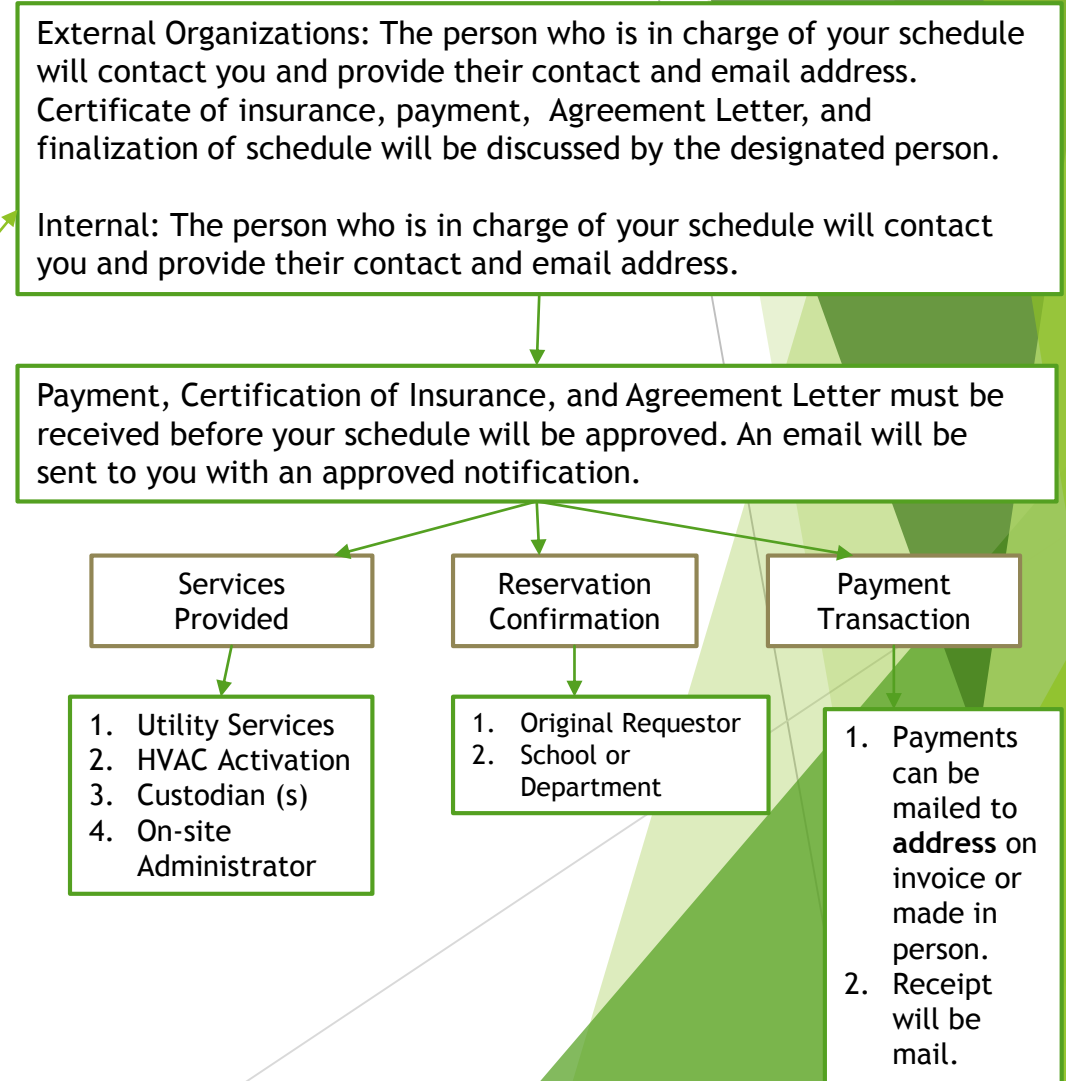 External Organizations: The person who is in charge of your schedule
will contact you and provide their contact and email address.
Certificate of insurance, payment, Agreement Letter, and
finalization of schedule will be discussed by the designated person.
Internal: The person who is in charge of your schedule will contact
you and provide their contact and email address.
Payment, Certification of Insurance, and Agreement Letter must be
received before your schedule will be approved. An email will be
sent to you with an approved notification.
Services
Provided
Reservation
Confirmation
Payment
Transaction
1. Utility Services
2. HVAC Activation
3. Custodian (s)
4. On-site
Administrator
1. Original Requestor
2. School or
Department
1. Payments
can be
mailed to
address on
invoice or
made in
person.
2. Receipt
will be
mail.